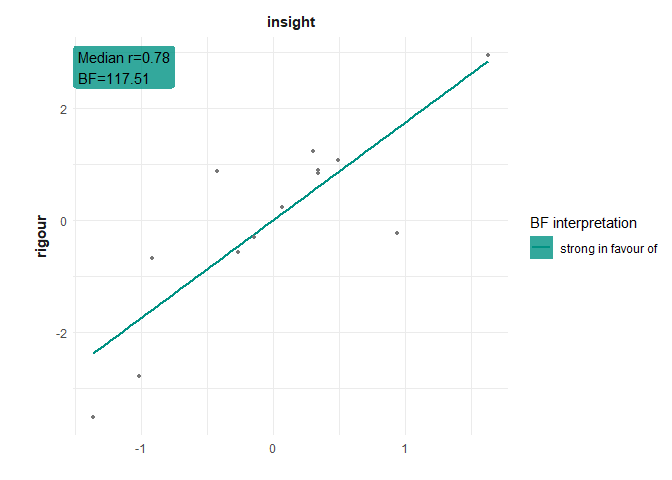 insight
Median r=0.78
BF=117.51
2
0
-2
rigour
-1
0
1
BF interpretation
strong in favour of